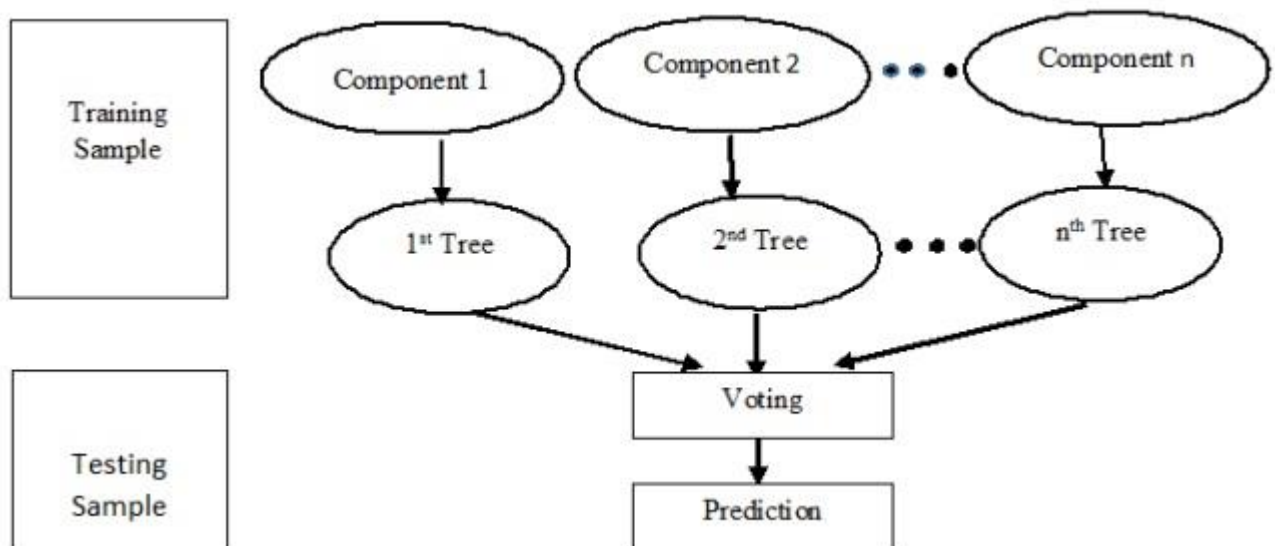 Training
Sample
Component 1
Component 2
Component n
1st Tree
2nd Tree
nth Tree
Voting
Testing
Sample
Prediction